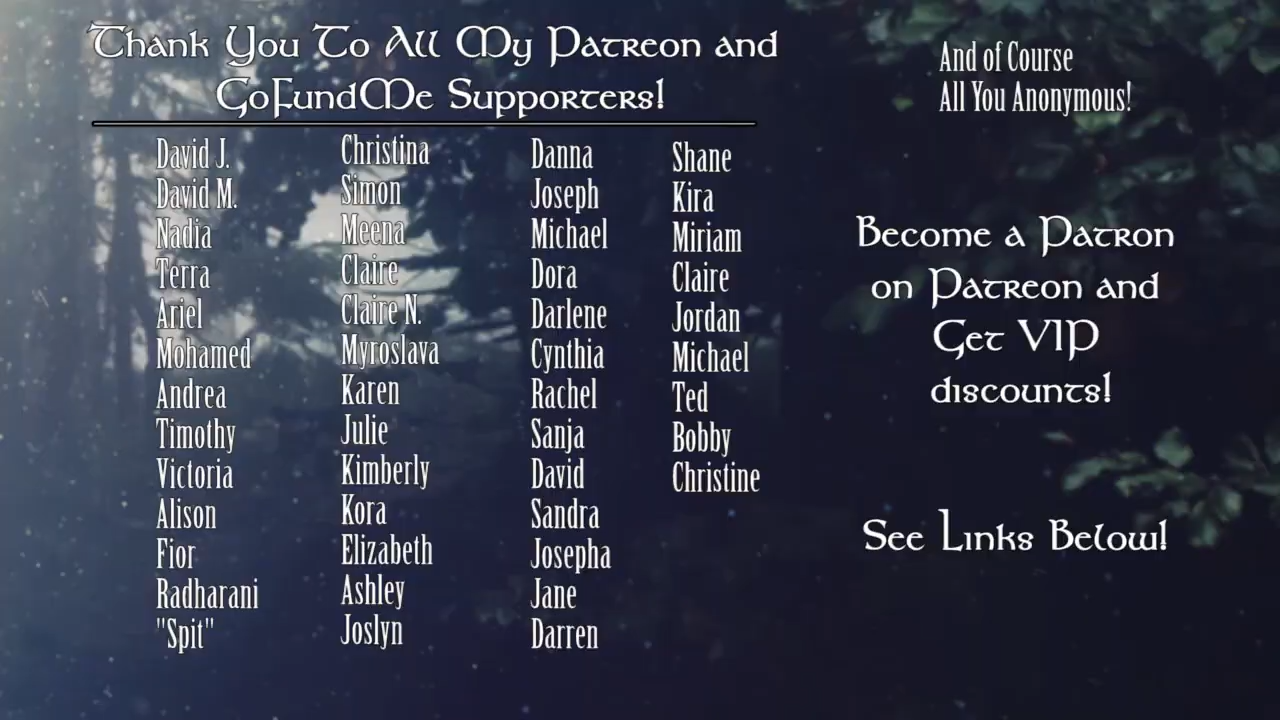 Thank You To All My Patreon and
GoFundMe Supporters!
David J.
David M.
Nadia
Terra
Ariel
Mohamed
Andrea
Timothy
Victoria
Alison
Fior
Radharani
"Spit"
Christina
Simon
Meena
Claire
Claire N.
Myroslava
Karen
Julie
Kimberly
Kora
Elizabeth
Ashley
Joslyn
Danna
Joseph
Michael
Dora
Darlene
Cynthia
Rachel
Sanja
David
Sandra
Josepha
Jane
Darren
Shane
Kira
Miriam
Claire
Jordan
Michael
Ted
Bobby
Christine
And of Course
All You Anonymous!
Become a Patron
on Patreon and
Get VIP
discounts!
See Links Below!